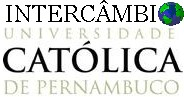 INTERCÂMBIO
UNIVERSIDADE
CATÓLICA
DE PERNAMBUCO